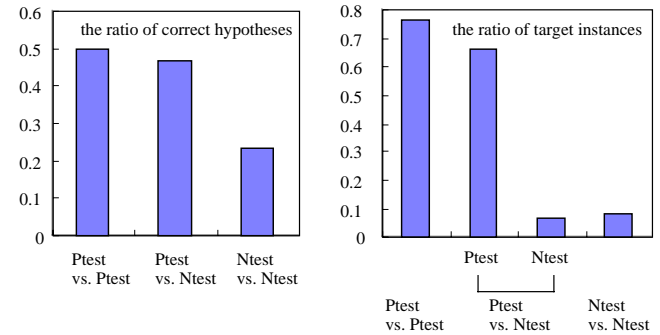 the ratio of correct hypotheses
0.6
0.5
0.4
0.3
0.2
0.1
0
Ptest
vs. Ptest
Ptest
vs. Ntest
Ntest
vs. Ntest
the ratio of target instances
0.8
0.7
0.6
0.5
0.4
0.3
0.2
0.1
0
Ptest
Ntest
Ptest
vs. Ptest
Ptest
vs. Ntest
Ntest
vs. Ntest